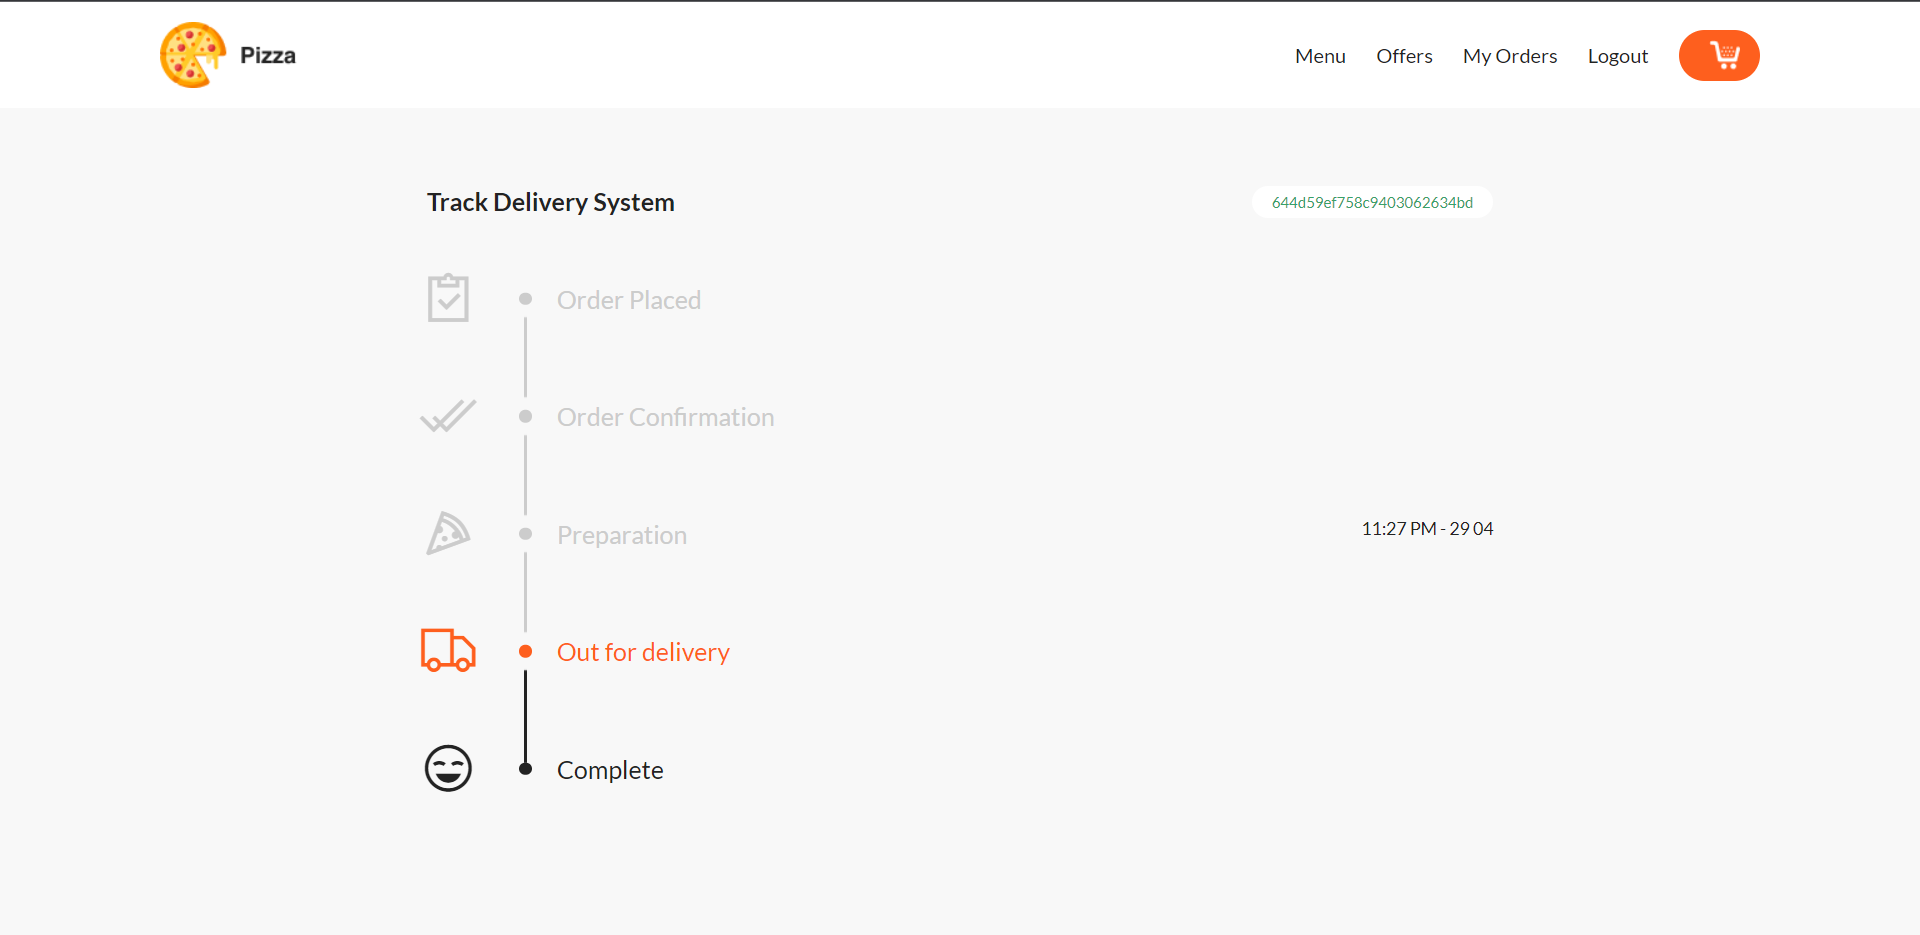 Pizza
Menu Offers My Orders Logout
Track Delivery System
644d59ef758c9403062634bd
Order Placed
Order Confirmation
Preparation
11:27 PM - 29 04
Out for delivery
Complete